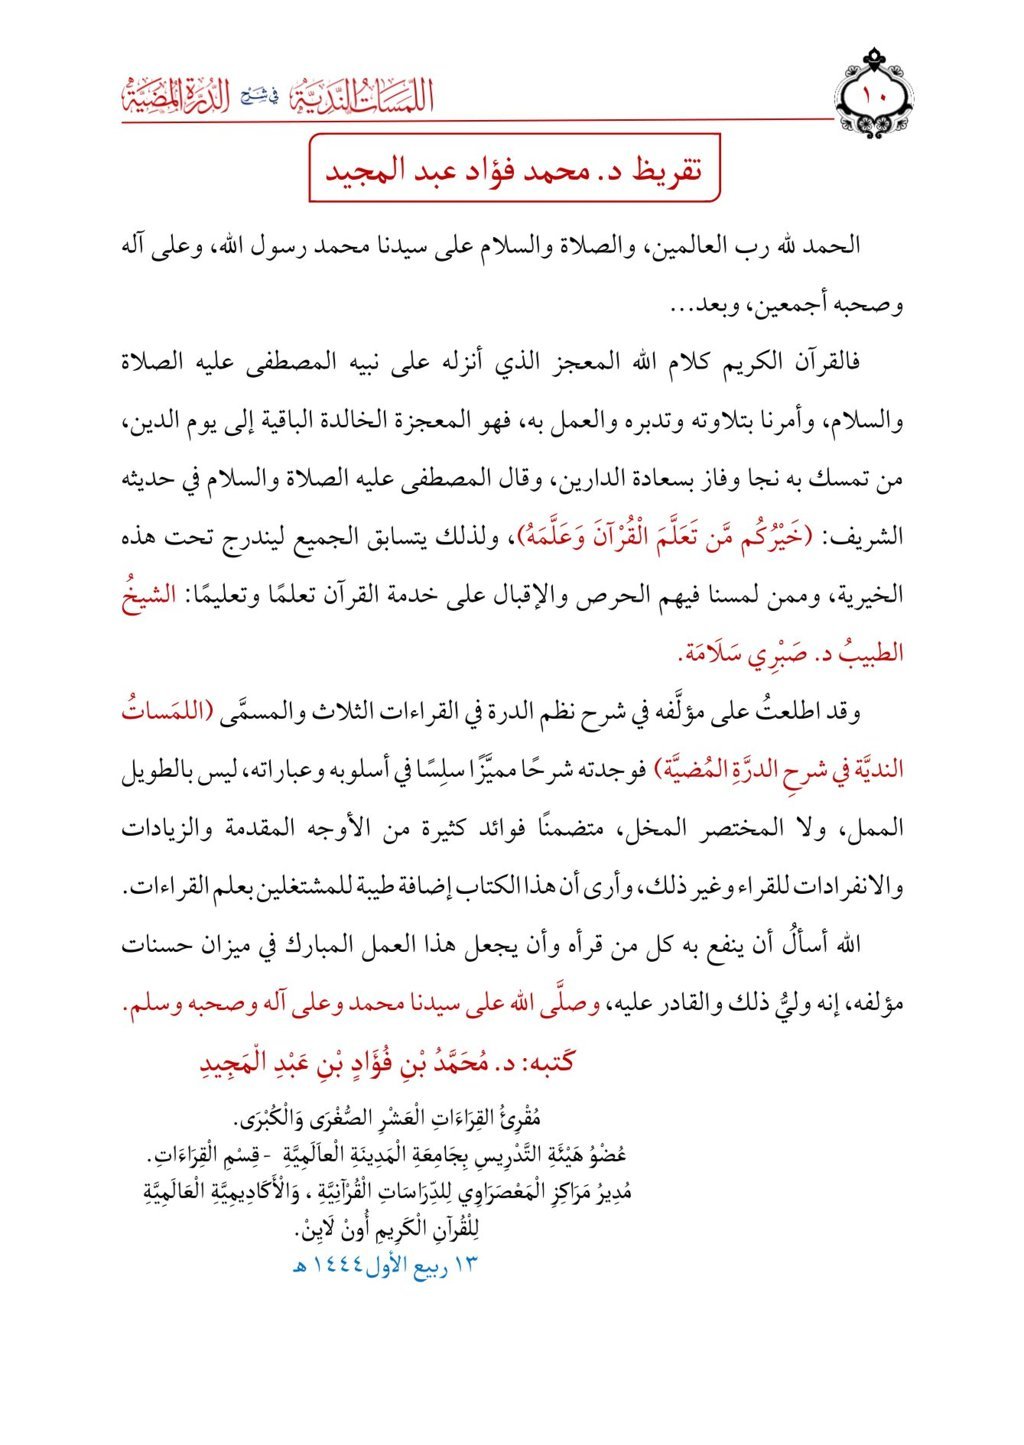 ١٠
اللمسات الندية في شرح الدرة المضية
تقريظ د. محمد فؤاد عبد المجيد
الحمد لله رب العالمين، والصلاة والسلام على سيدنا محمد رسول الله، وعلى آله
وصحبه أجمعين، وبعد...
فالقرآن الكريم كلام الله المعجز الذي أنزله على نبيه المصطفى عليه الصلاة
والسلام، وأمرنا بتلاوته وتدبره والعمل به، فهو المعجزة الخالدة الباقية إلى يوم الدين،
من تمسك به نجا وفاز بسعادة الدارين، وقال المصطفى عليه الصلاة والسلام في حديثه
الشريف: (خَيْرُكُم مَّن تَعَلَّمَ الْقُرْآنَ وَعَلَّمَهُ)، ولذلك يتسابق الجميع ليندرج تحت هذه
الخيرية، وممن لمسنا فيهم الحرص والإقبال على خدمة القرآن تعلمًا وتعليمًا: الشيخُ
الطبيبُ د. صَبْرِي سَلَامَة.
وقد اطلعتُ على مؤلَّفه في شرح نظم الدرة في القراءات الثلاث والمسمَّى (اللمَساتُ
النديَّة في شرحِ الدرَّةِ المُضيَّة) فوجدته شرحًا مميَّزًا سلِسًا في أسلوبه وعباراته، ليس بالطويل
الممل، ولا المختصر المخل، متضمنًا فوائد كثيرة من الأوجه المقدمة والزيادات
والانفرادات للقراء وغير ذلك، وأرى أن هذا الكتاب إضافة طيبة للمشتغلين بعلم القراءات.
الله أسألُ أن ينفع به كل من قرأه وأن يجعل هذا العمل المبارك في ميزان حسنات
مؤلفه، إنه وليُّ ذلك والقادر عليه، وصلَّى الله على سيدنا محمد وعلى آله وصحبه وسلم.
كَتبه: د. مُحَمَّدُ بْنِ فُؤَادٍ بْنِ عَبْدِ الْمَجِيدِ
مُقْرِئُ القِرَاءَاتِ الْعَشْرِ الصُّغْرَى وَالْكُبْرَى.
عُضْوُ هَيْئَةِ التَّدْرِيسِ بِجَامِعَةِ الْمَدِينَةِ الْعاَلَمِيَّةِ - قِسْمِ الْقِرَاءَاتِ.
مُدِيرُ مَرَاكِزِ الْمَعْصَرَاوِي لِلدِّرَاسَاتِ الْقُرْآنِيَّةِ ، وَالْأَكَادِيمِيَّةِ الْعَالَمِيَّةِ
لِلْقُرآنِ الْكَرِيمِ أُونْ لَايِنْ.
١٣ ربيع الأول١٤٤٤ هـ